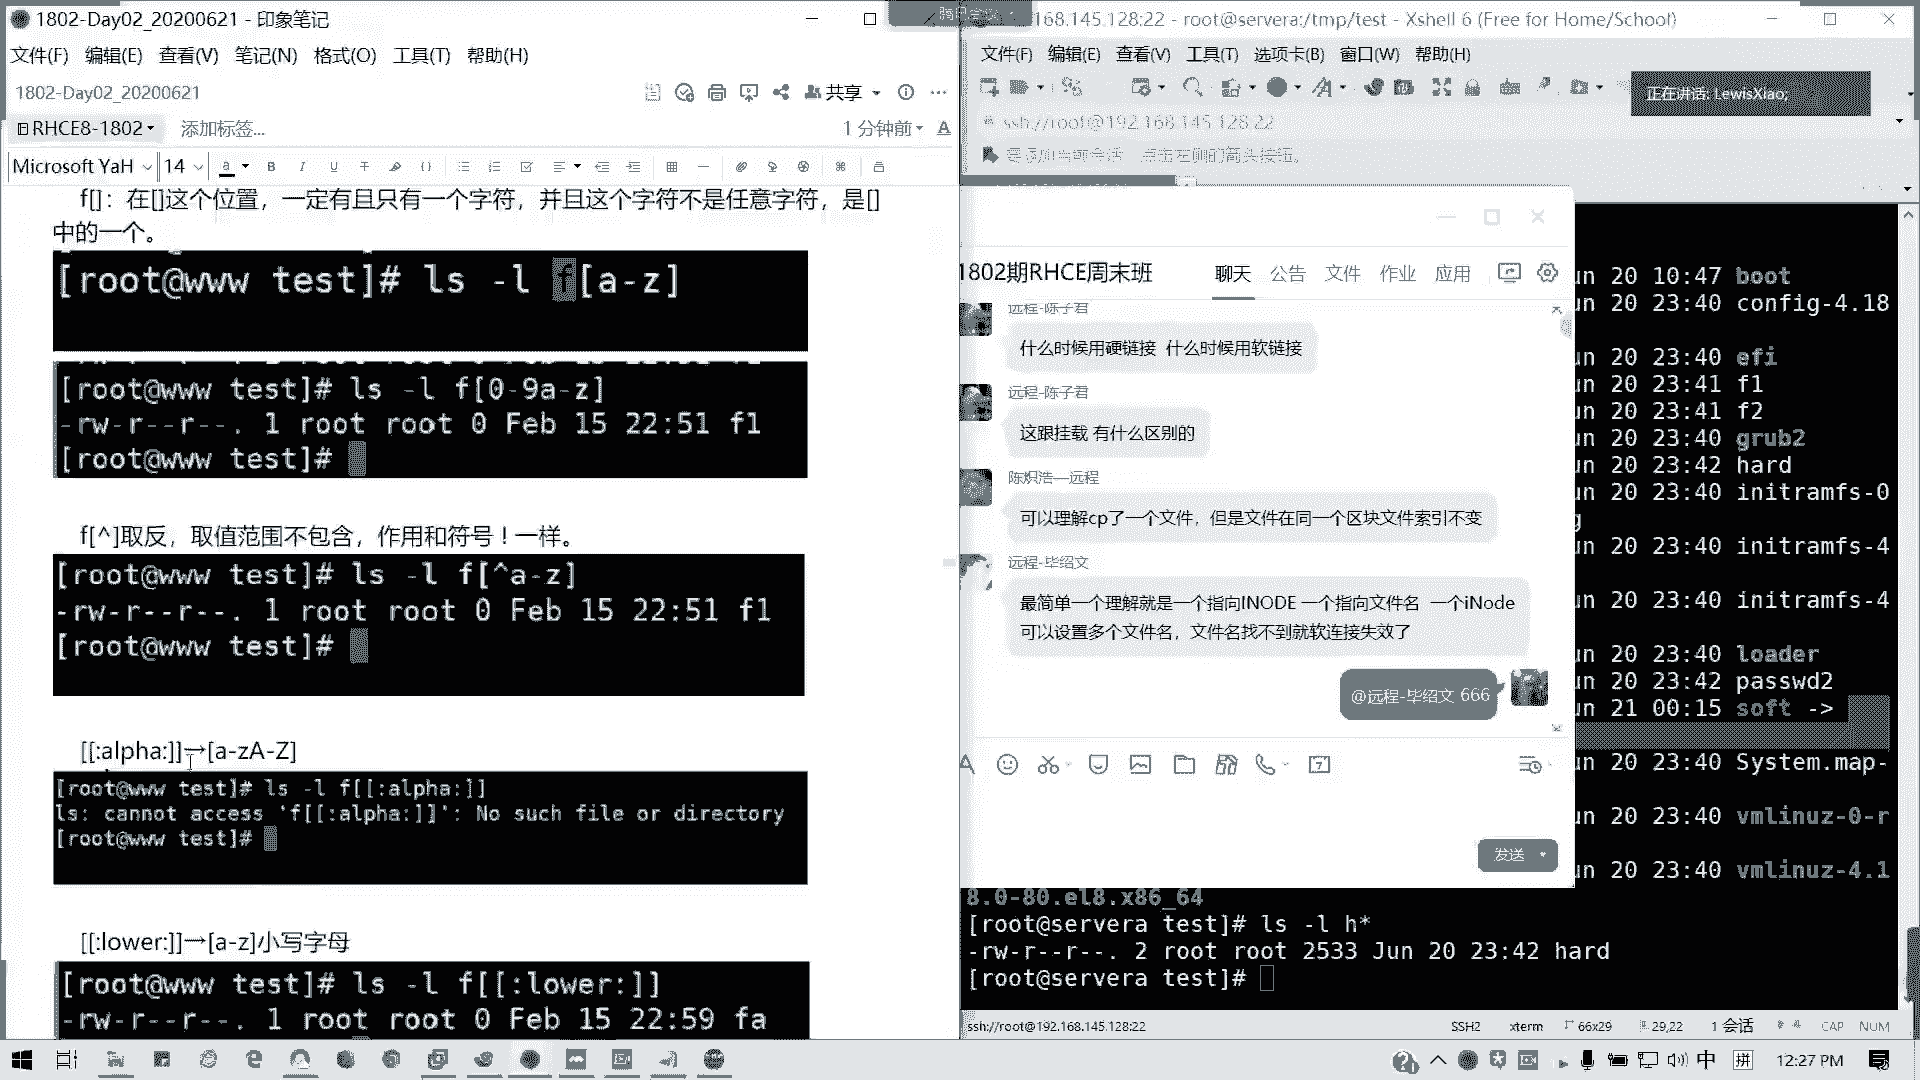 1802-Day02_20200621 - 印象笔记
文件(F) 编辑(E) 查看(V) 笔记(N) 格式(O) 工具(T) 帮助(H)
1802-Day02_20200621
共享
RHCE8-1802
添加标签...
1 分钟前
Microsoft YaH 14
f[]：在[]这个位置，一定有且只有一个字符，并且这个字符不是任意字符，是[]
中的一个。
[root@www test]# ls -l f[a-z]
[root@www test]# ls -l f[0-9a-z]
-rw-r--r--. 1 root root 0 Feb 15 22:51 f1
[root@www test]#
f[^]取反，取值范围不包含，作用和符号！一样。
[root@www test]# ls -l f[^a-z]
-rw-r--r--. 1 root root 0 Feb 15 22:51 f1
[root@www test]#
[[:alpha:]]→[a-zA-Z]
[root@www test]# ls -l f[[:alpha:]]
ls: cannot access 'f[[:alpha:]]': No such file or directory
[root@www test]#
[[:lower:]]→[a-z]小写字母
[root@www test]# ls -l f[[:lower:]]
-rw-r--r--. 1 root root 0 Feb 15 22:59 fa
腾讯会议
168.145.128:22 - root@servera:/tmp/test - Xshell 6 (Free for Home/School)
文件(F) 编辑(E) 查看(V) 工具(T) 选项卡(B) 窗口(W) 帮助(H)
正在讲话: LewisXiao;
ssh://root@192.168.145.128:22
要添加当前会话，点击左侧的箭头按钮。
1802期RHCE周末班
聊天 公告 文件 作业 应用
远程-陈子君
什么时候用硬链接 什么时候用软链接
远程-陈子君
这跟挂载 有什么区别的
陈炽浩—远程
可以理解cp了一个文件，但是文件在同一个区块文件索引不变
远程-毕绍文
最简单一个理解就是一个指向INODE 一个指向文件名 一个iNode
可以设置多个文件名，文件名找不到就软连接失效了
@远程-毕绍文 666
发送
un 20 10:47 boot
un 20 23:40 config-4.18
un 20 23:40 efi
un 20 23:41 f1
un 20 23:41 f2
un 20 23:40 grub2
un 20 23:42 hard
un 20 23:40 initramfs-0
g
un 20 23:40 initramfs-4
un 20 23:40 initramfs-4
un 20 23:40 loader
un 20 23:42 passwd2
un 21 00:15 soft ->
un 20 23:40 System.map-
un 20 23:40 vmlinuz-0-r
un 20 23:40 vmlinuz-4.1
8.0-80.el8.x86_64
[root@servera test]# ls -l h*
-rw-r--r--. 2 root root 2533 Jun 20 23:42 hard
[root@servera test]#
ssh://root@192.168.145.128:22 SSH2 xterm 66x29 29,22 1 会话 CAP NUM
中 拼 12:27 PM